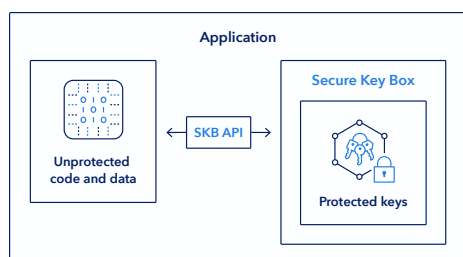 Application
Unprotected
code and data
SKB API
Secure Key Box
Protected keys